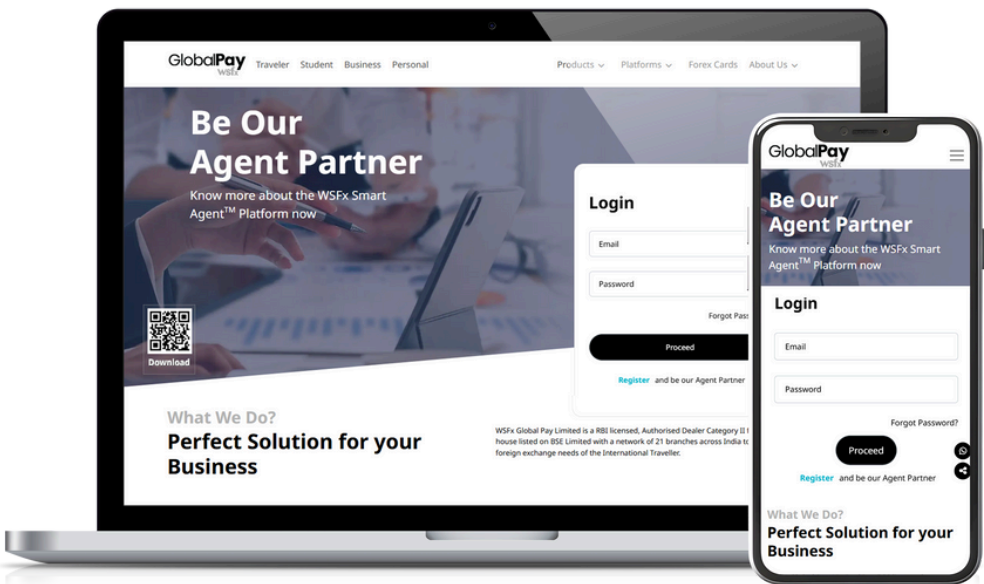 GlobalPay
WSFx
Traveler Student Business Personal
Products Platforms Forex Cards About Us
Be Our
Agent Partner
Know more about the WSFx Smart
Agent™ Platform now
Download
Login
Email
Password
Forgot Pass
Proceed
Register and be our Agent Partner
What We Do?
Perfect Solution for your
Business
WSFx Global Pay Limited is a RBI licensed, Authorised Dealer Category II
house listed on BSE Limited with a network of 21 branches across India to
foreign exchange needs of the International Traveller.
GlobalPay
WSFx
Be Our
Agent Partner
Know more about the WSFx Smart
Agent™ Platform now
Login
Email
Password
Forgot Password?
Proceed
Register and be our Agent Partner
What We Do?
Perfect Solution for your
Business